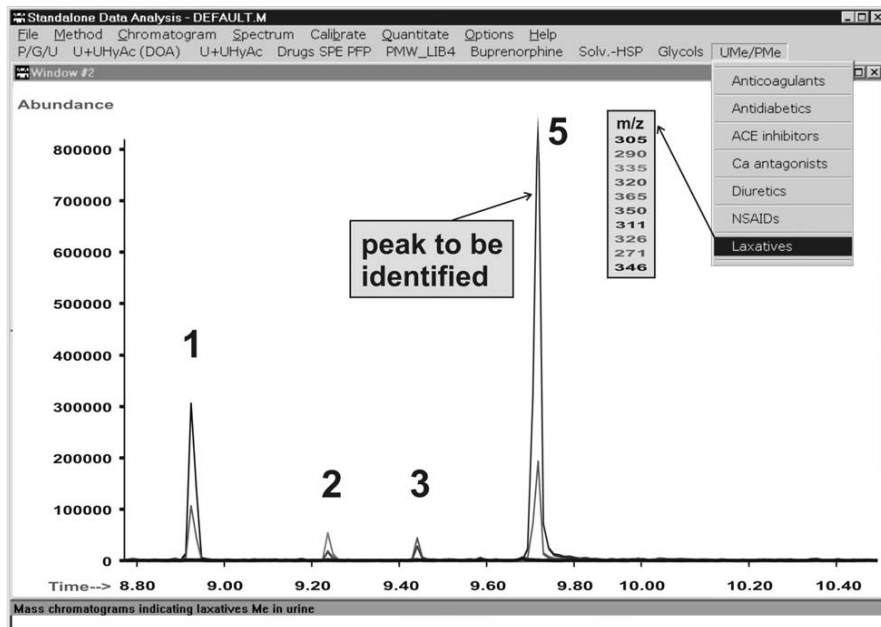 Standalone Data Analysis - DEFAULT.M
File Method Chromatogram Spectrum Calibrate Quantitate Options Help
P/G/U U+UHyAc (DOA) U+UHyAc Drugs SPE PFP PMW_LIB4 Buprenorphine Solv.-HSP Glycols UMe/PMe
Window #2
Anticoagulants
Antidiabetics
ACE inhibitors
Ca antagonists
Diuretics
NSAIDs
Laxatives
Abundance
800000
700000
600000
500000
400000
300000
200000
100000
0
1
2
3
5
peak to be
identified
m/z
305
290
335
320
365
350
311
326
271
346
Time--> 8.80 9.00 9.20 9.40 9.60 9.80 10.00 10.20 10.40
Mass chromatograms indicating laxatives Me in urine